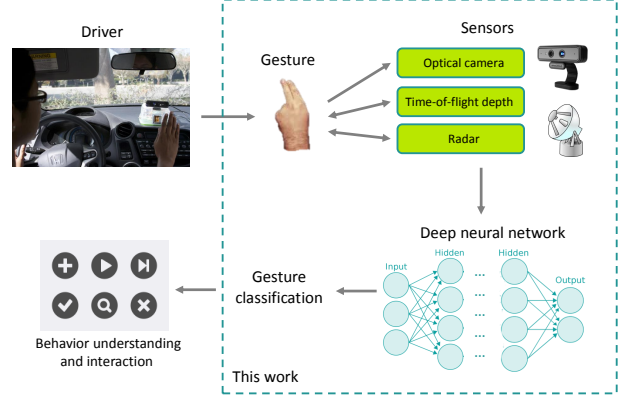 Driver
Sensors
Gesture
Optical camera
Time-of-flight depth
Radar
Deep neural network
Input
Hidden
Hidden
Output
...
...
...
...
Gesture
classification
Behavior understanding
and interaction
This work